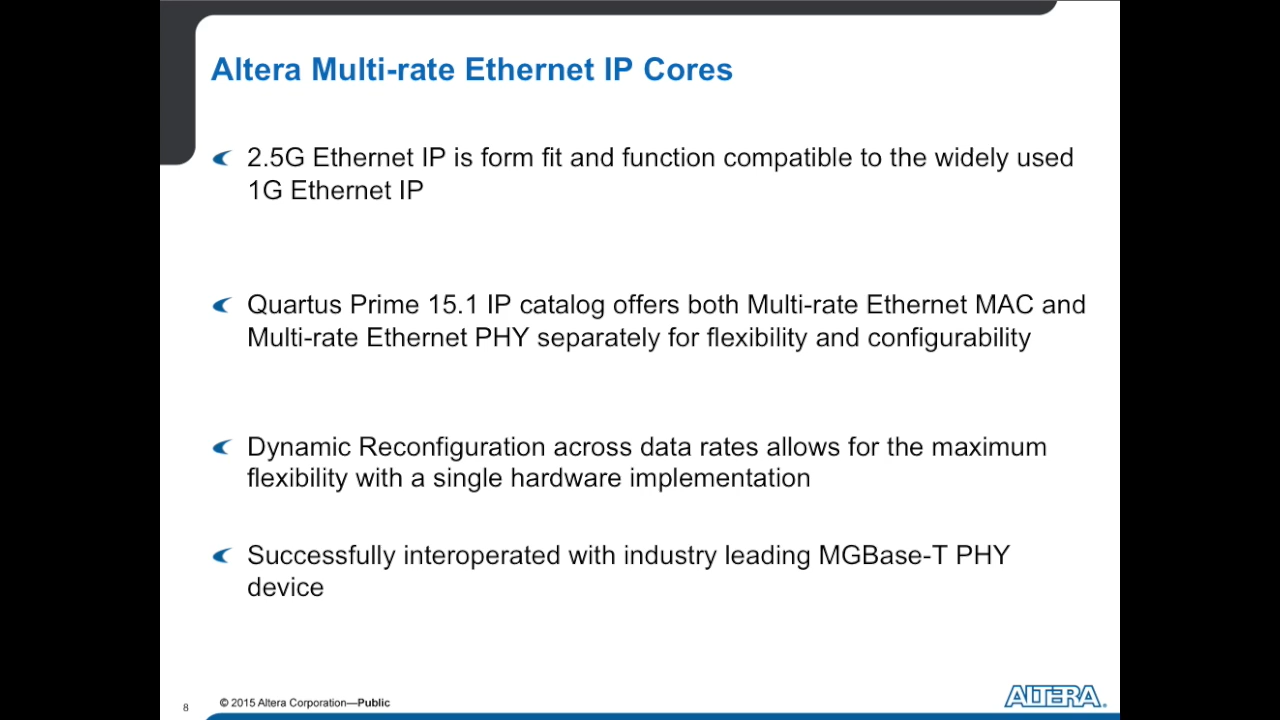 Altera Multi-rate Ethernet IP Cores
2.5G Ethernet IP is form fit and function compatible to the widely used
1G Ethernet IP
Quartus Prime 15.1 IP catalog offers both Multi-rate Ethernet MAC and
Multi-rate Ethernet PHY separately for flexibility and configurability
Dynamic Reconfiguration across data rates allows for the maximum
flexibility with a single hardware implementation
Successfully interoperated with industry leading MGBase-T PHY
device
8
© 2015 Altera Corporation—Public
ALTERA®